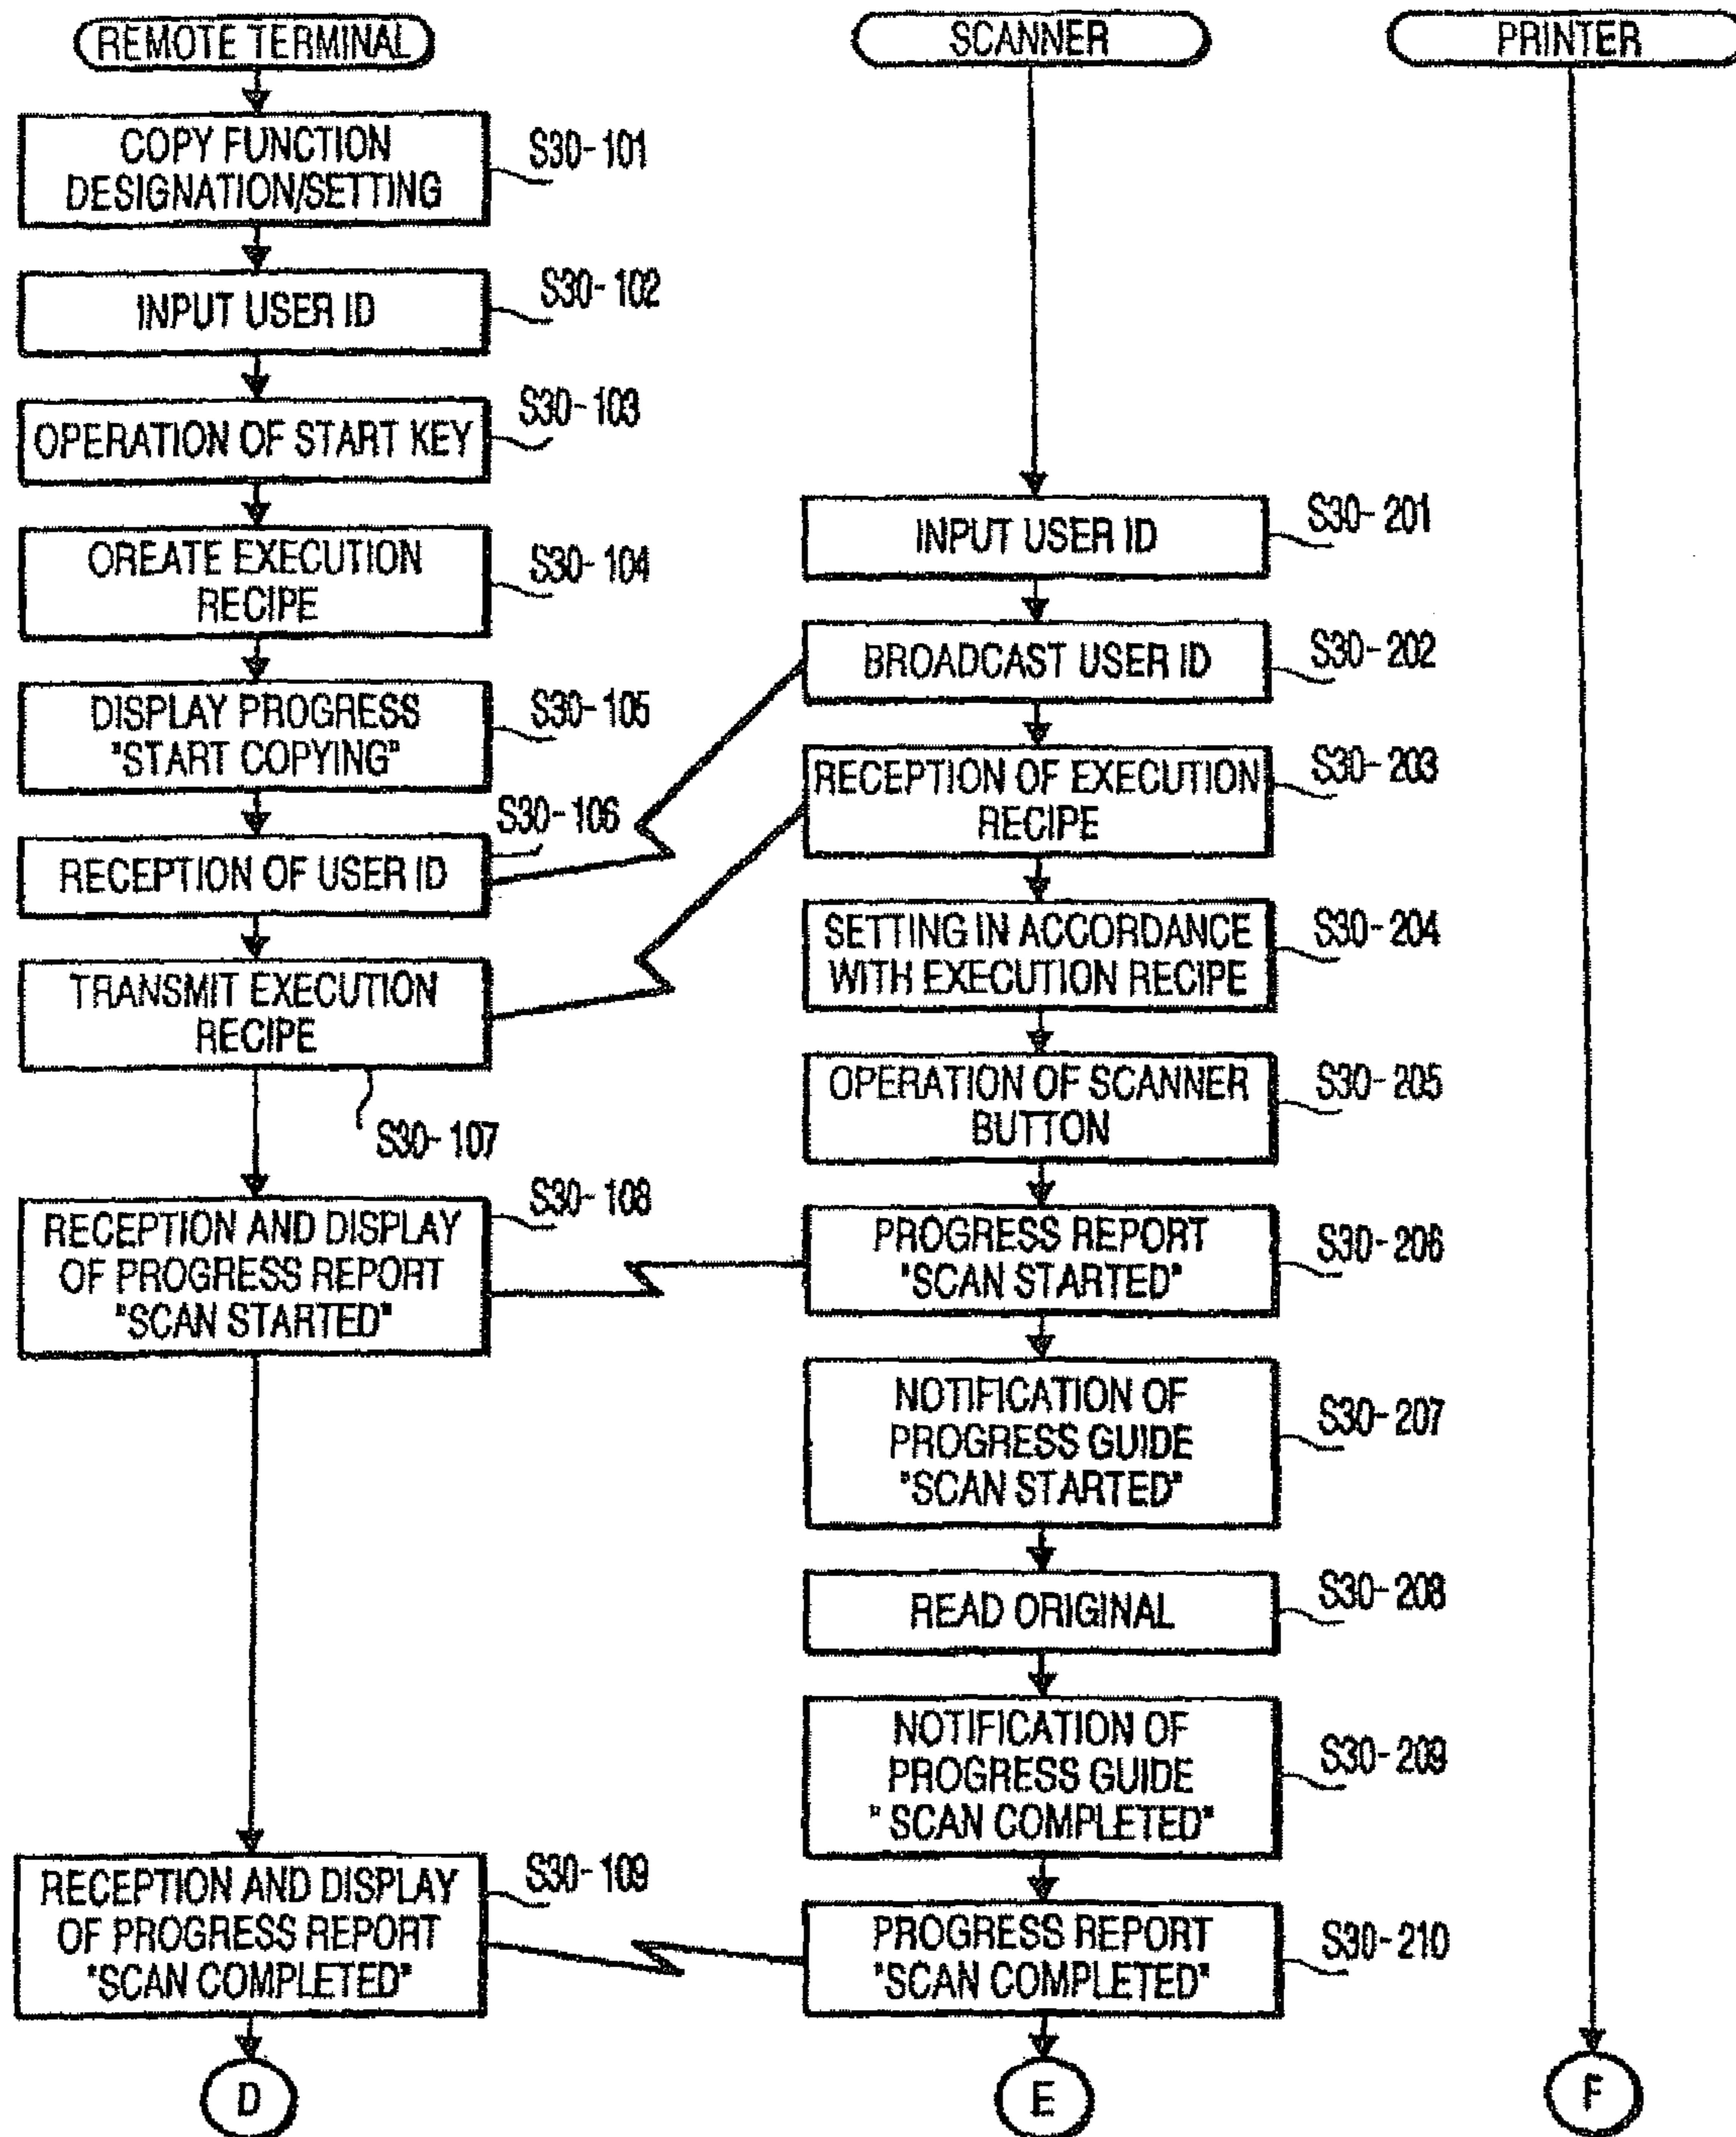 REMOTE TERMINAL
COPY FUNCTION
DESIGNATION/SETTING
S30-101
INPUT USER ID
S30-102
OPERATION OF START KEY
S30-103
OREATE EXECUTION
RECIPE
S30-104
DISPLAY PROGRESS
"START COPYING"
S30-105
RECEPTION OF USER ID
S30-106
TRANSMIT EXECUTION
RECIPE
S30-107
RECEPTION AND DISPLAY
OF PROGRESS REPORT
"SCAN STARTED"
S30-108
RECEPTION AND DISPLAY
OF PROGRESS REPORT
"SCAN COMPLETED"
S30-109
D
SCANNER
INPUT USER ID
S30-201
BROADCAST USER ID
S30-202
RECEPTION OF EXECUTION
RECIPE
S30-203
SETTING IN ACCORDANCE
WITH EXECUTION RECIPE
S30-204
OPERATION OF SCANNER
BUTTON
S30-205
PROGRESS REPORT
"SCAN STARTED"
S30-206
NOTIFICATION OF
PROGRESS GUIDE
"SCAN STARTED"
S30-207
READ ORIGINAL
S30-208
NOTIFICATION OF
PROGRESS GUIDE
"SCAN COMPLETED"
S30-209
PROGRESS REPORT
"SCAN COMPLETED"
S30-210
E
PRINTER
F